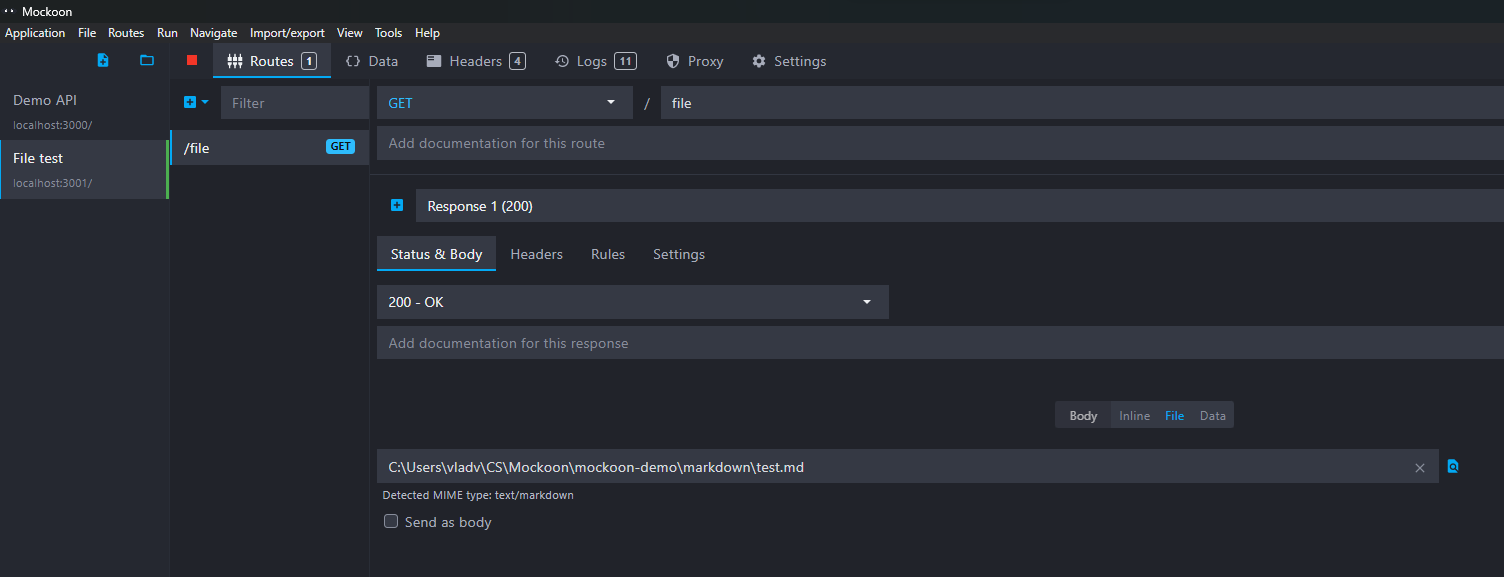 Mockoon
Application File Routes Run Navigate Import/export View Tools Help
Routes 1 Data Headers 4 Logs 11 Proxy Settings
Demo API
localhost:3000/
File test
localhost:3001/
Filter
/file GET
GET / file
Add documentation for this route
Response 1 (200)
Status & Body Headers Rules Settings
200 - OK
Add documentation for this response
Body Inline File Data
C:\Users\vladv\CS\Mockoon\mockoon-demo\markdown\test.md
Detected MIME type: text/markdown
Send as body